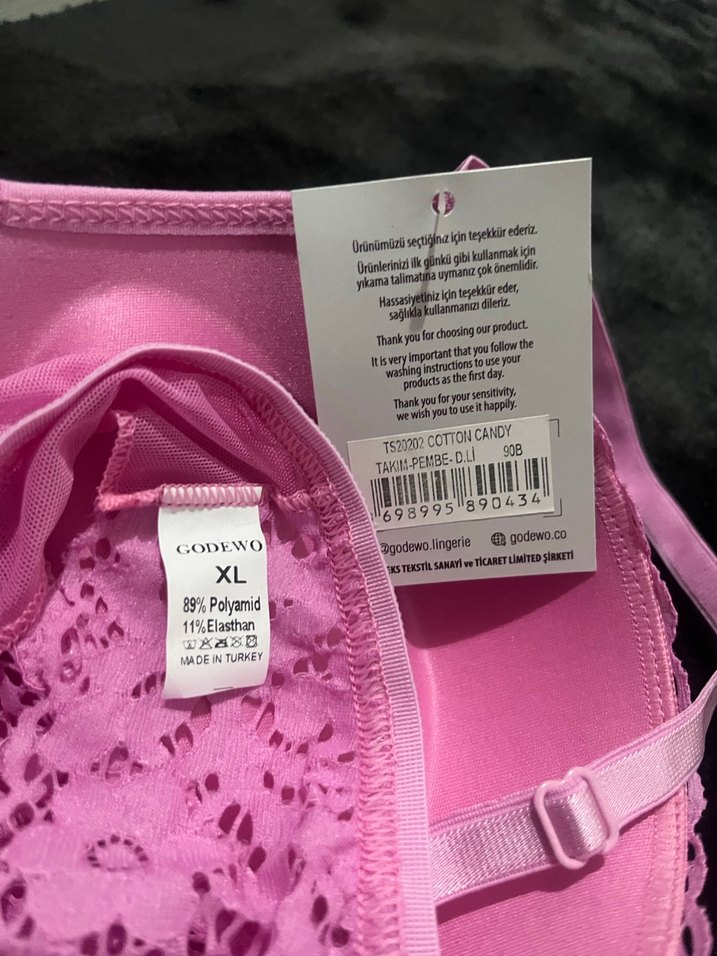 Ürünümüzü seçtiğiniz için teşekkür ederiz.
Ürünlerinizi ilk günkü gibi kullanmak için
yıkama talimatına uymanız çok önemlidir.
Hassasiyetiniz için teşekkür eder,
sağlıkla kullanmanızı dileriz.
Thank you for choosing our product.
It is very important that you follow the
washing instructions to use your
products as the first day.
Thank you for your sensitivity,
we wish you to use it happily.
TS20202 COTTON CANDY
TAKIM-PEMBE-D.Lİ 90B
698995 890434
@godewo.lingerie godewo.co
TEKSTİL SANAYİ ve TİCARET LİMİTED ŞİRKETİ
GODEWO
XL
89% Polyamid
11%Elasthan
MADE IN TURKEY